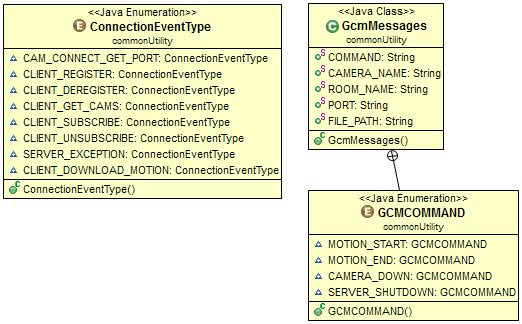 <<Java Enumeration>>
E ConnectionEventType
commonUtility
CAM_CONNECT_GET_PORT: ConnectionEventType
CLIENT_REGISTER: ConnectionEventType
CLIENT_DEREGISTER: ConnectionEventType
CLIENT_GET_CAMS: ConnectionEventType
CLIENT_SUBSCRIBE: ConnectionEventType
CLIENT_UNSUBSCRIBE: ConnectionEventType
SERVER_EXCEPTION: ConnectionEventType
CLIENT_DOWNLOAD_MOTION: ConnectionEventType
C ConnectionEventType()
<<Java Class>>
C GcmMessages
commonUtility
S COMMAND: String
S CAMERA_NAME: String
S ROOM_NAME: String
S PORT: String
S FILE_PATH: String
C GcmMessages()
<<Java Enumeration>>
E GCMCOMMAND
commonUtility
MOTION_START: GCMCOMMAND
MOTION_END: GCMCOMMAND
CAMERA_DOWN: GCMCOMMAND
SERVER_SHUTDOWN: GCMCOMMAND
C GCMCOMMAND()